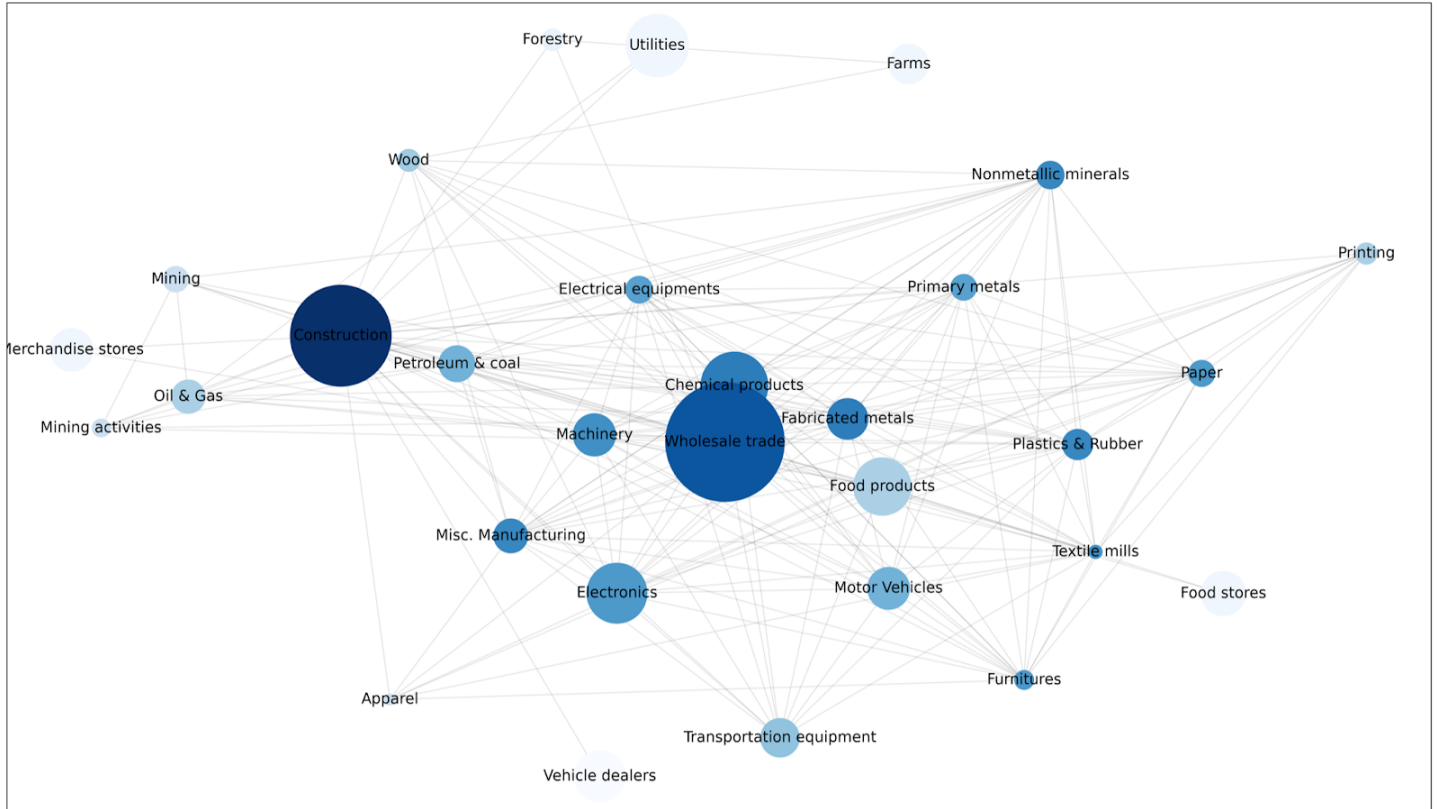 Forestry
Utilities
Farms
Wood
Nonmetallic minerals
Printing
Mining
Electrical equipments
Primary metals
Construction
Merchandise stores
Petroleum & coal
Paper
Chemical products
Oil & Gas
Fabricated metals
Mining activities
Machinery
Wholesale trade
Plastics & Rubber
Food products
Misc. Manufacturing
Textile mills
Electronics
Motor Vehicles
Food stores
Furnitures
Apparel
Transportation equipment
Vehicle dealers